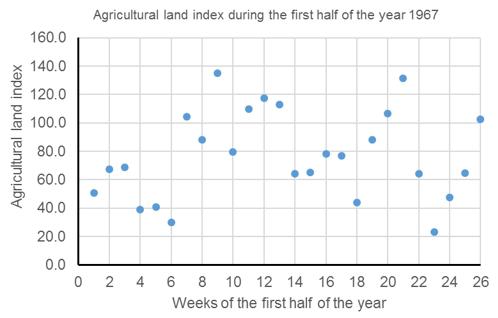 Agricultural land index during the first half of the year 1967
160.0
140.0
120.0
100.0
80.0
60.0
40.0
20.0
0.0
Agricultural land index
0 2 4 6 8 10 12 14 16 18 20 22 24 26
Weeks of the first half of the year